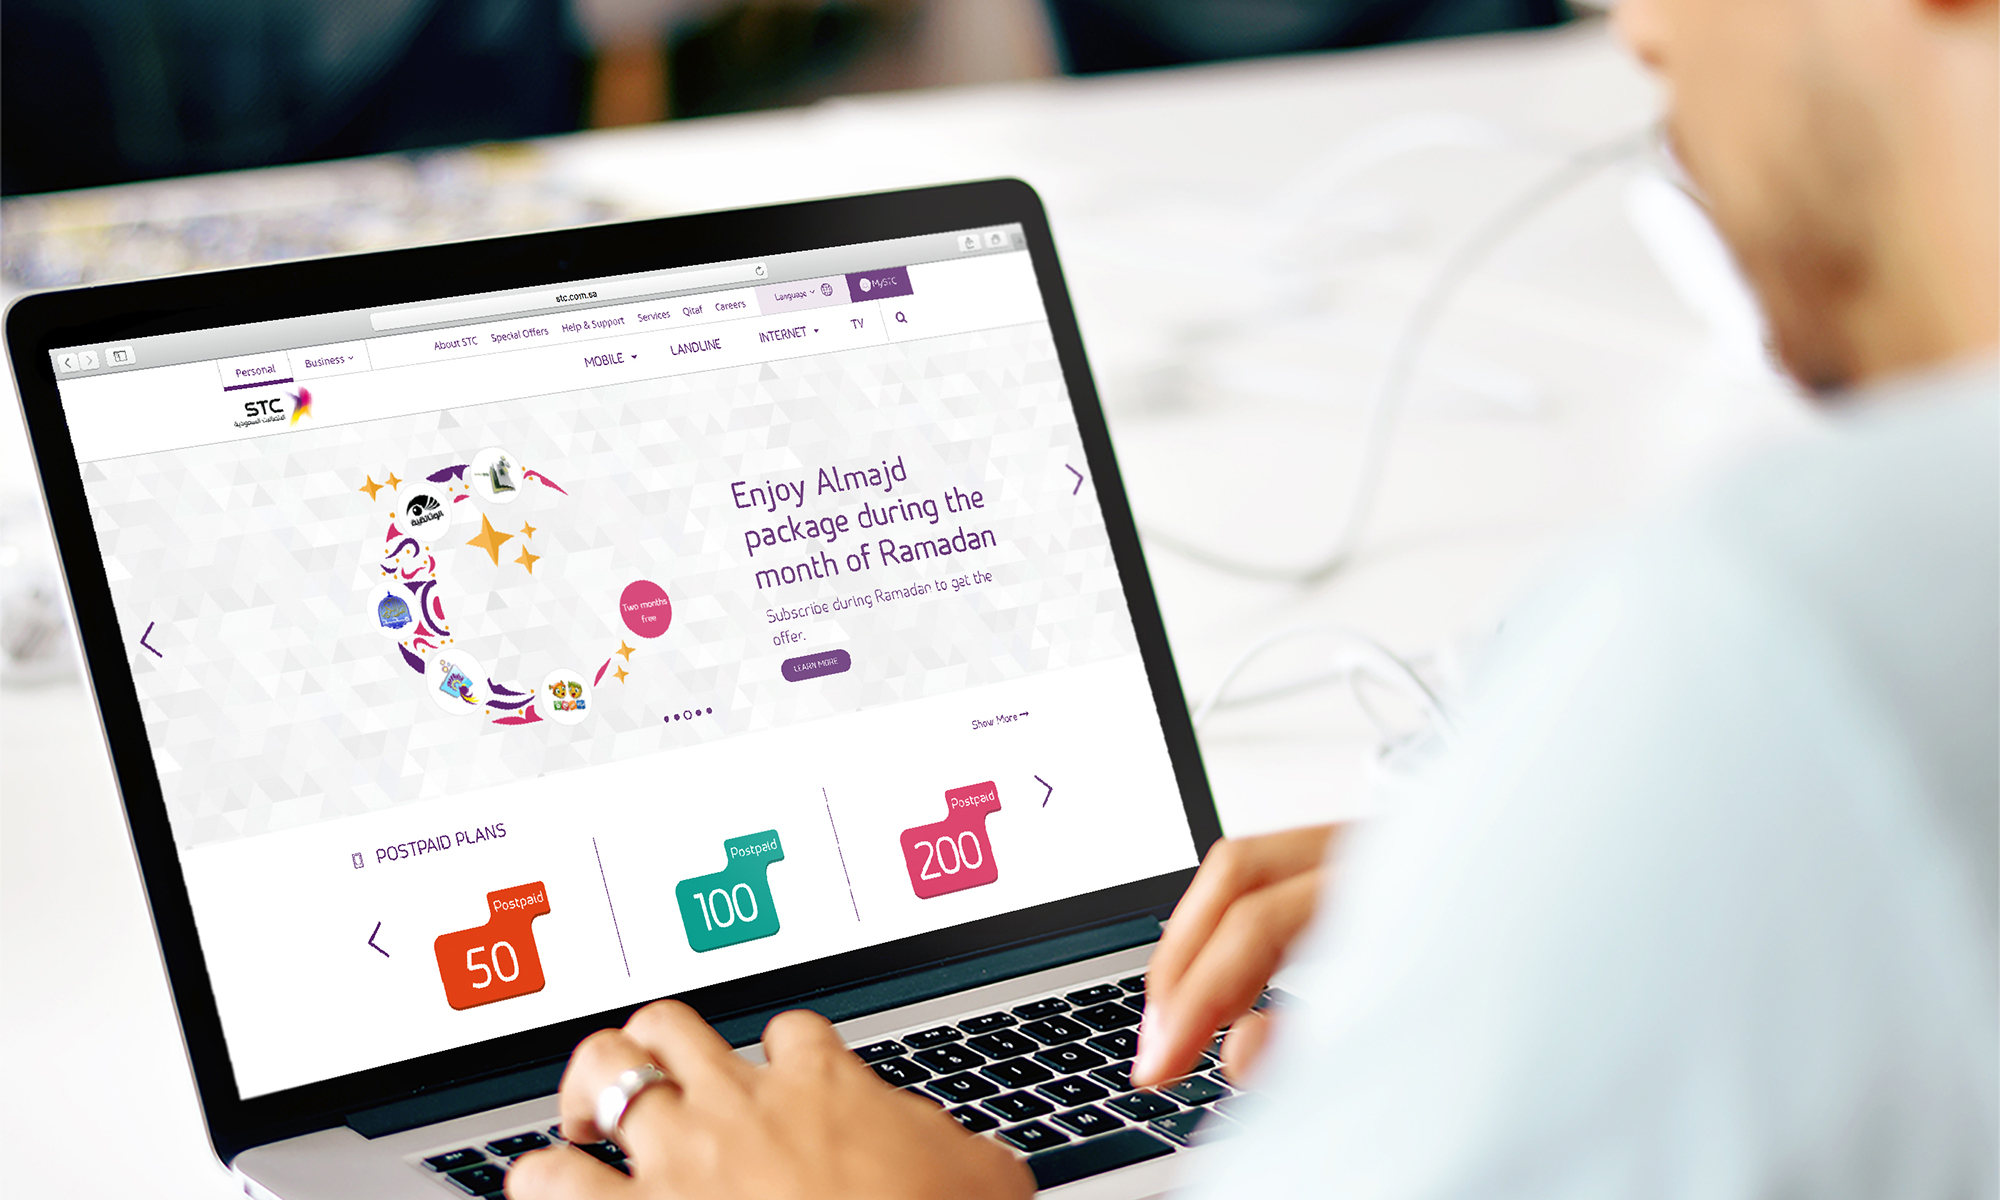 stc.com.sa
Personal
Business
About STC
Special Offers
Help & Support
Services
Qitaf
Careers
Language
MySTC
MOBILE
LANDLINE
INTERNET
TV
STC
الاتصالات السعودية
Enjoy Almajd
package during the
month of Ramadan
Subscribe during Ramadan to get the
offer.
LEARN MORE
الوثائقية
Two months
free
Show More
POSTPAID PLANS
Postpaid
50
Postpaid
100
Postpaid
200